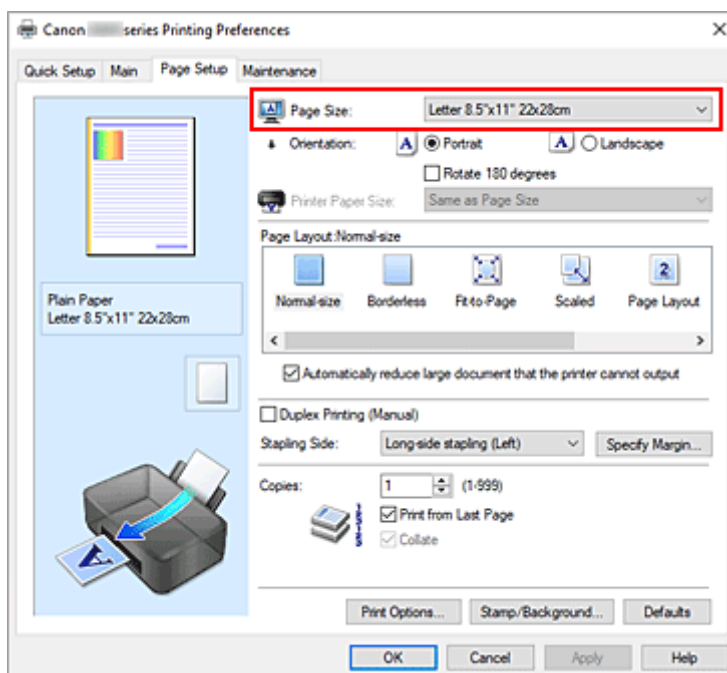 Canon series Printing Preferences
Quick Setup Main Page Setup Maintenance
Page Size: Letter 8.5"x11" 22x28cm
Orientation: A Portrait A Landscape
Rotate 180 degrees
Printer Paper Size: Same as Page Size
Page Layout:Normal-size
2
Normal-size Borderless Fit-to-Page Scaled Page Layout
Automatically reduce large document that the printer cannot output
Plain Paper
Letter 8.5"x11" 22x28cm
Duplex Printing (Manual)
Stapling Side: Long-side stapling (Left) Specify Margin...
Copies: 1 (1-999)
Print from Last Page
Collate
A
Print Options... Stamp/Background... Defaults
OK Cancel Apply Help